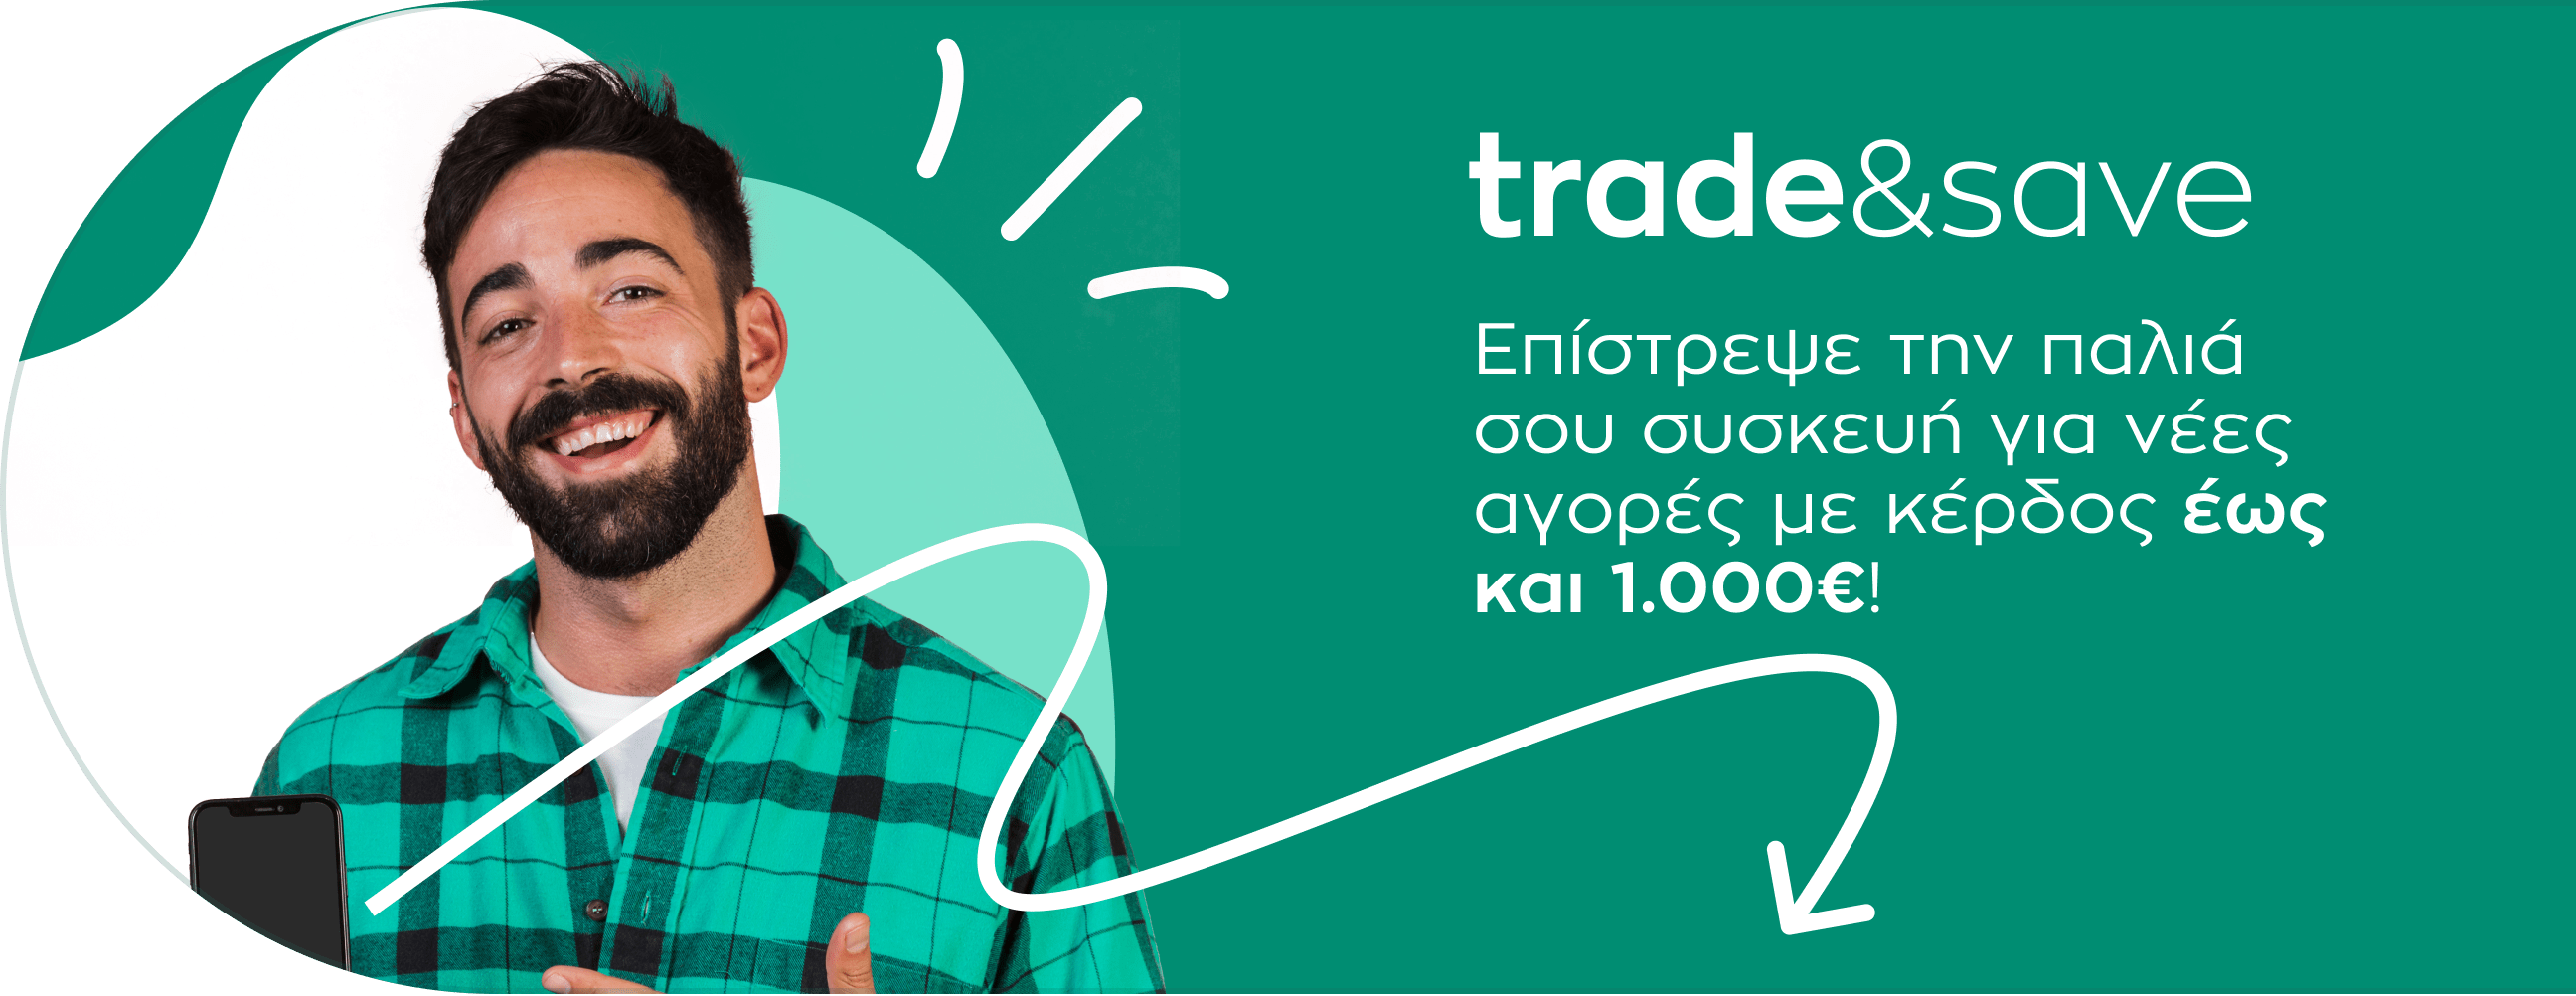 trade&save
Επίστρεψε την παλιά
σου συσκευή για νέες
αγορές με κέρδος έως
και 1.000€!